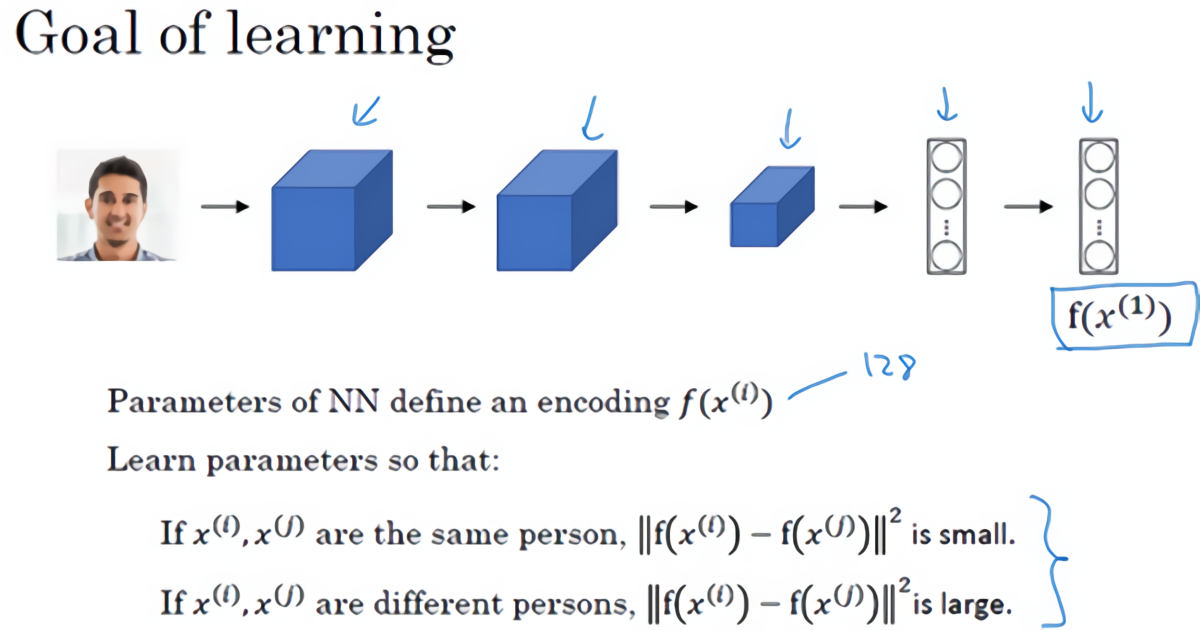 Goal of learning
f(x⁽¹⁾)
128
Parameters of NN define an encoding f(x⁽ⁱ⁾)
Learn parameters so that:
If x⁽ⁱ⁾, x⁽ʲ⁾ are the same person, ‖f(x⁽ⁱ⁾) – f(x⁽ʲ⁾)‖² is small.
If x⁽ⁱ⁾, x⁽ʲ⁾ are different persons, ‖f(x⁽ⁱ⁾) – f(x⁽ʲ⁾)‖² is large.